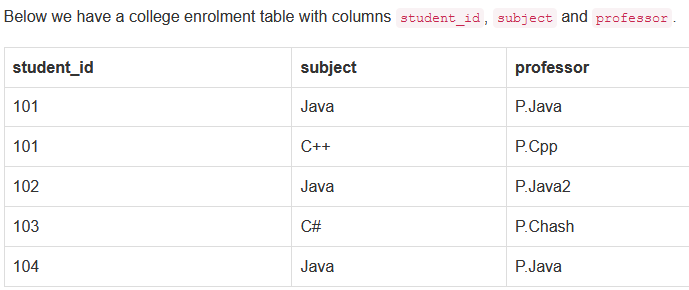 Below we have a college enrolment table with columns student_id, subject and professor.
student_id subject professor
101 Java P.Java
101 C++ P.Cpp
102 Java P.Java2
103 C# P.Chash
104 Java P.Java